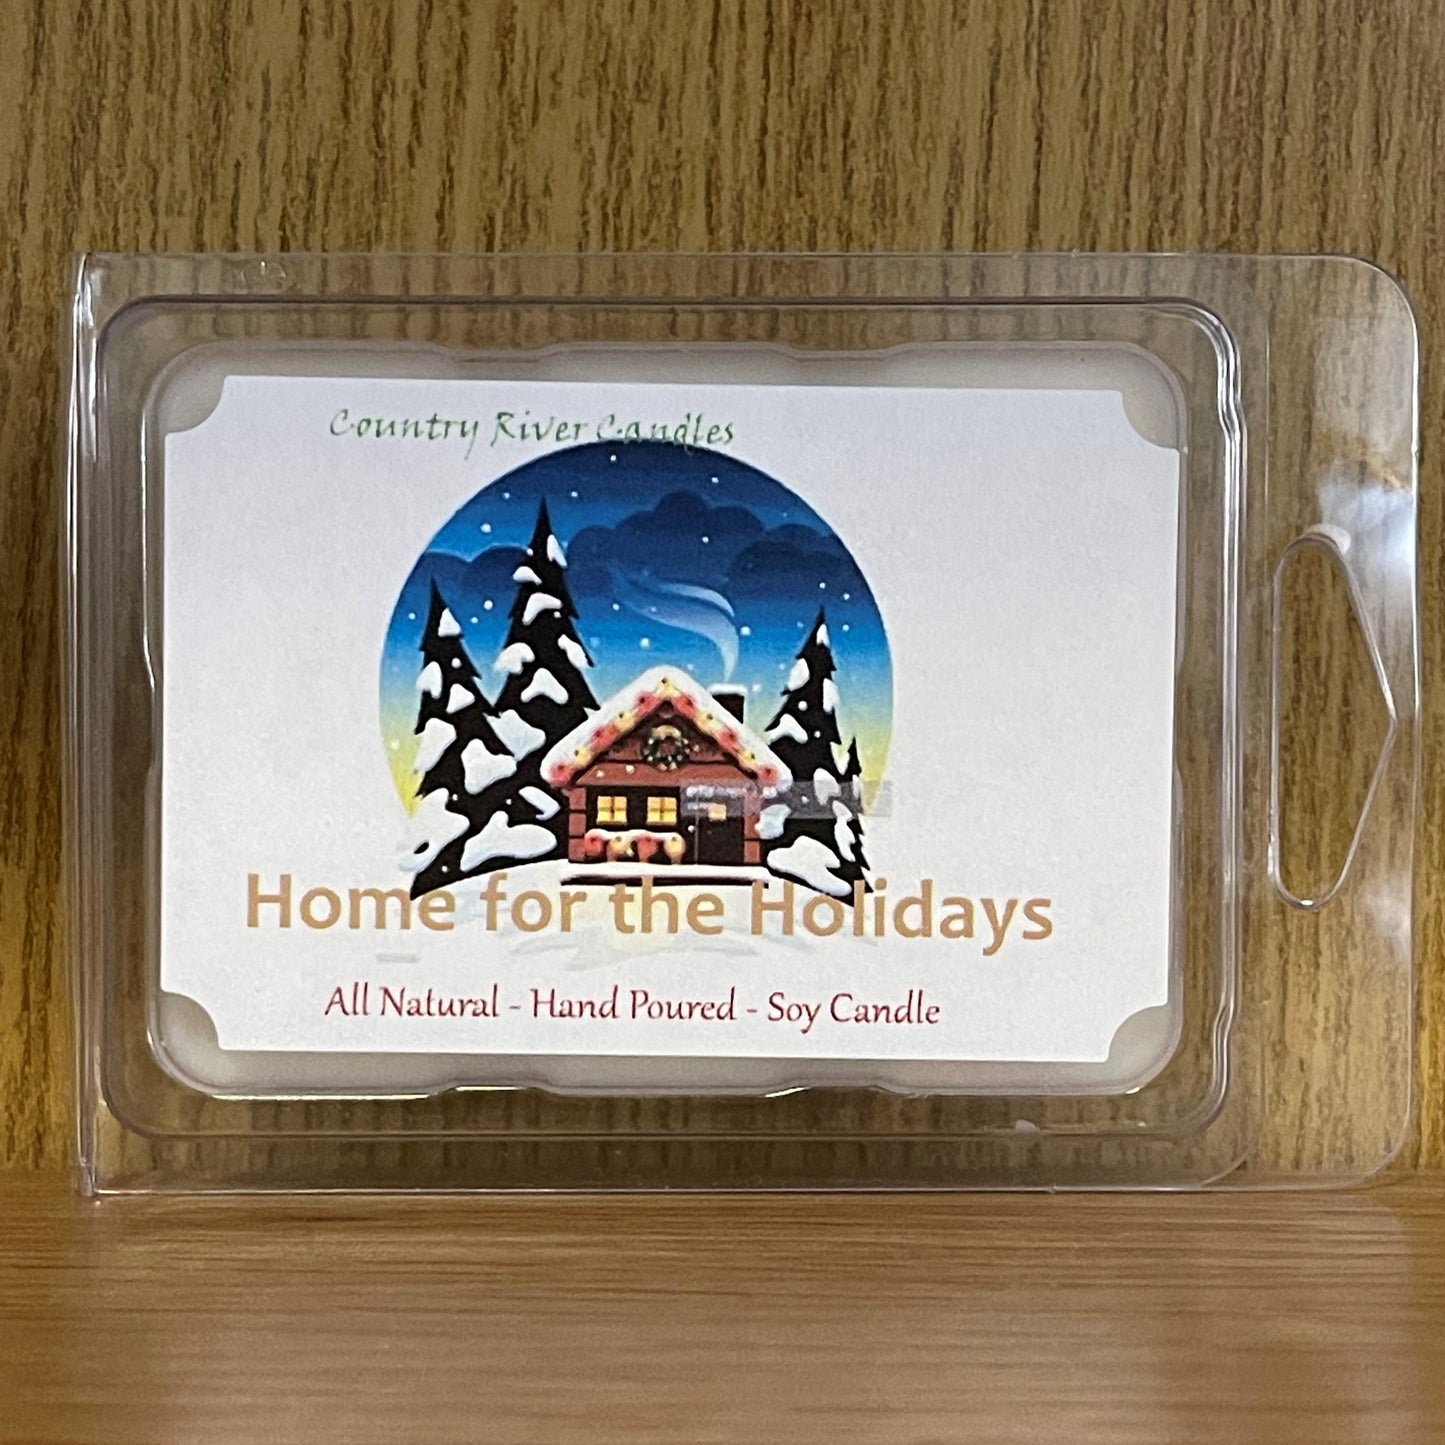 Country River Candles
Home for the Holidays
All Natural - Hand Poured - Soy Candle